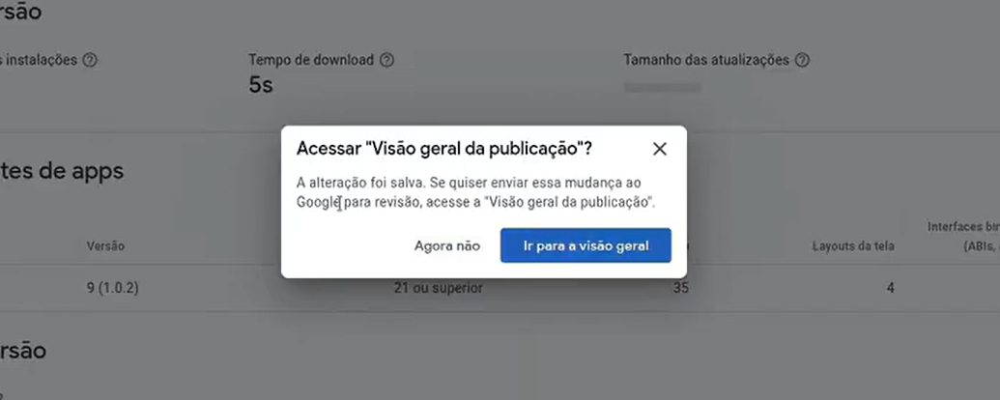 rsão
s instalações
Tempo de download
Tamanho das atualizações
5s
Acessar "Visão geral da publicação"?
A alteração foi salva. Se quiser enviar essa mudança ao
Google para revisão, acesse a "Visão geral da publicação".
Agora não
Ir para a visão geral
tes de apps
Versão
Layouts da tela
Interfaces bin
(ABIs,
9 (1.0.2)
21 ou superior
35
4
rsão